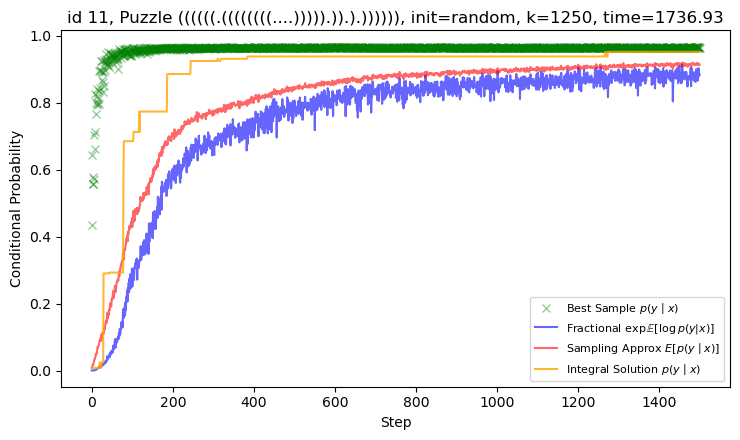 id 11, Puzzle ((((((.((((((((....))))).)).).)))))), init=random, k=1250, time=1736.93
Conditional Probability
1.0
0.8
0.6
0.4
0.2
0.0
0
200
400
600
800
1000
1200
1400
Step
Best Sample p(y | x)
Fractional exp 𝔼[log p(y|x)]
Sampling Approx E[p(y | x)]
Integral Solution p(y | x)